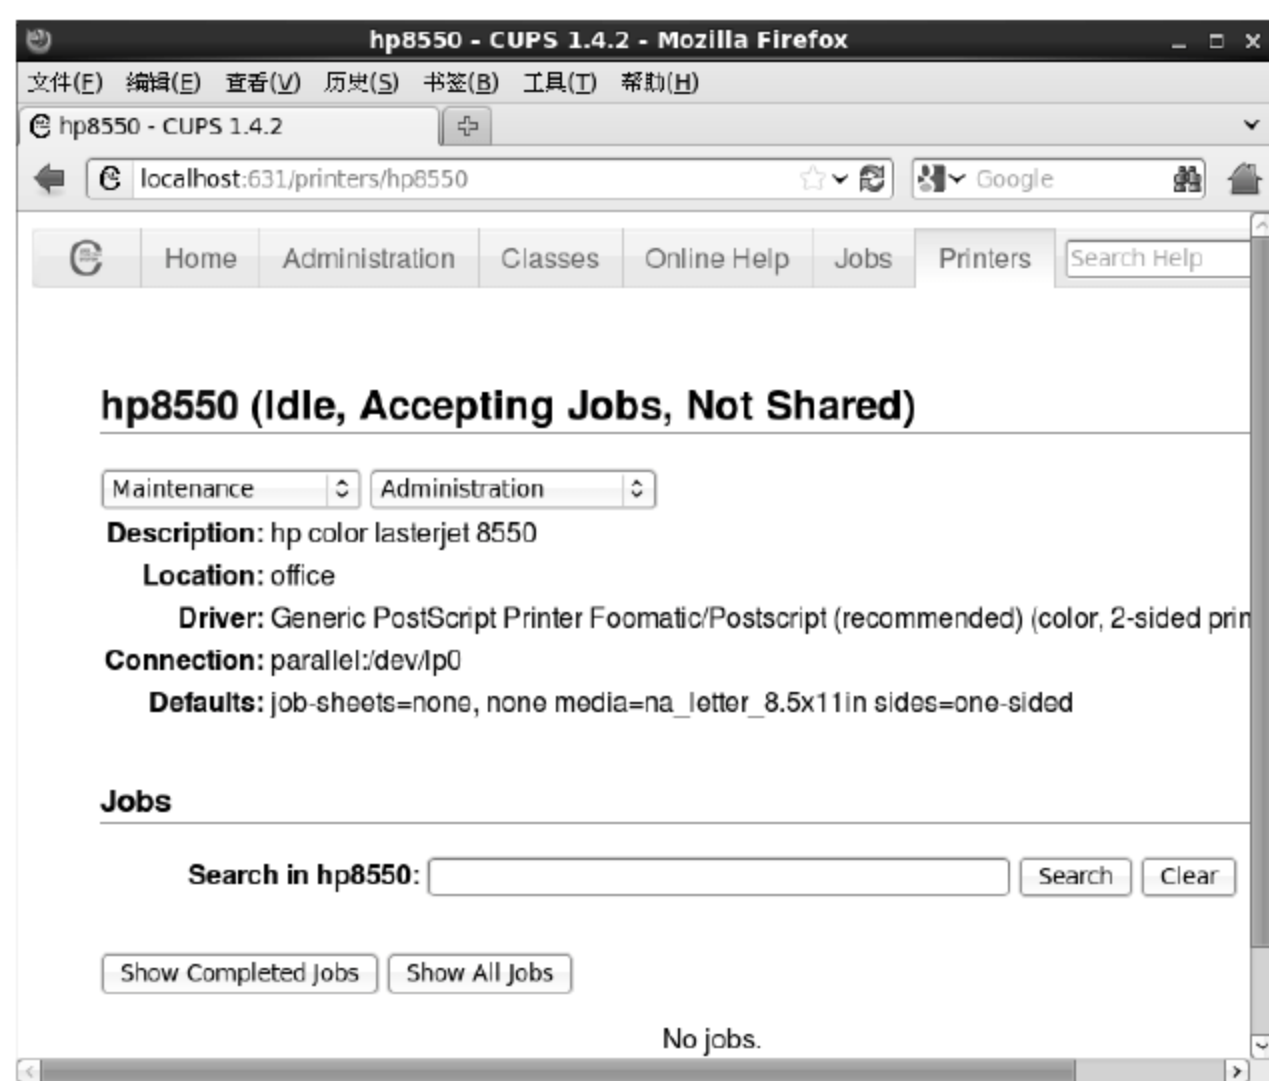 hp8550 - CUPS 1.4.2 - Mozilla Firefox
文件(F) 编辑(E) 查看(V) 历史(S) 书签(B) 工具(T) 帮助(H)
hp8550 - CUPS 1.4.2
localhost:631/printers/hp8550 Google
Home Administration Classes Online Help Jobs Printers Search Help
hp8550 (Idle, Accepting Jobs, Not Shared)
Maintenance Administration
Description: hp color lasterjet 8550
Location: office
Driver: Generic PostScript Printer Foomatic/Postscript (recommended) (color, 2-sided prin
Connection: parallel:/dev/lp0
Defaults: job-sheets=none, none media=na_letter_8.5x11in sides=one-sided
Jobs
Search in hp8550: Search Clear
Show Completed Jobs Show All Jobs
No jobs.